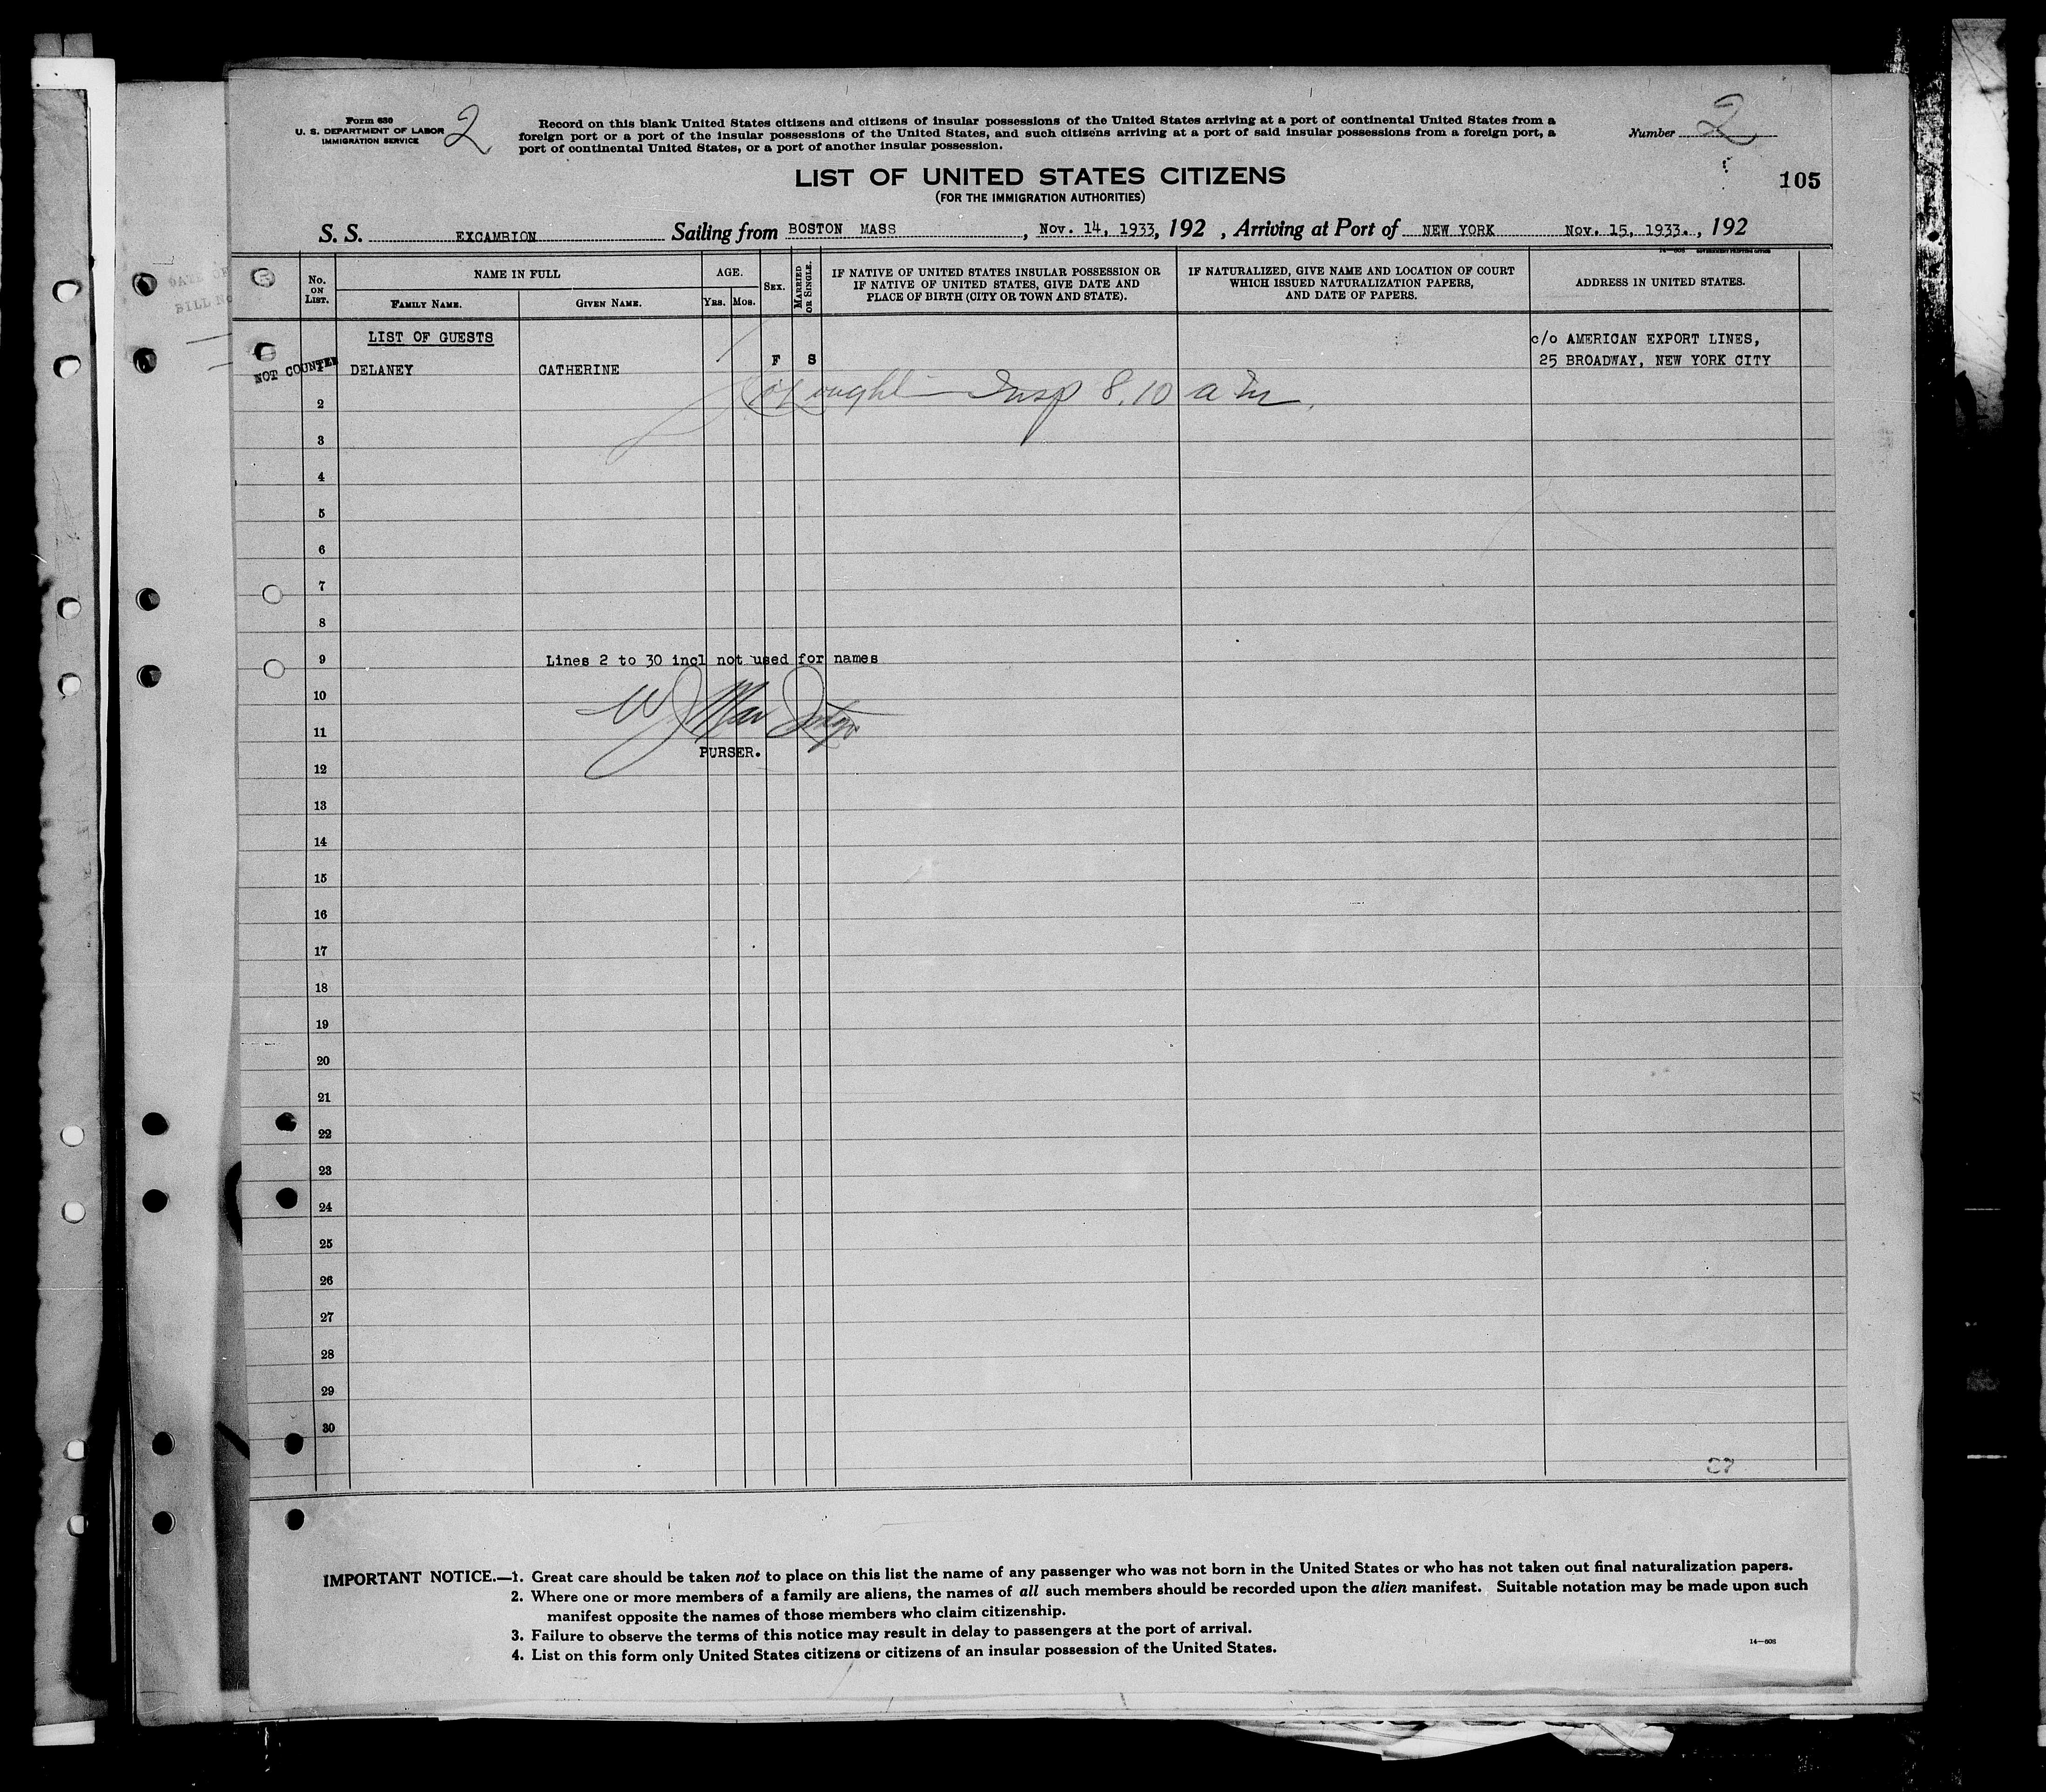 Form 630
U. S. DEPARTMENT OF LABOR
IMMIGRATION SERVICE
2
Record on this blank United States citizens and citizens of insular possessions of the United States arriving at a port of continental United States from a
foreign port or a port of the insular possessions of the United States, and such citizens arriving at a port of said insular possessions from a foreign port, a
port of continental United States, or a port of another insular possession.
Number 2
LIST OF UNITED STATES CITIZENS
(FOR THE IMMIGRATION AUTHORITIES)
105
S. S. EXCAMBION Sailing from BOSTON MASS , Nov. 14, 1933, 192 , Arriving at Port of NEW YORK Nov. 15, 1933. , 192
14—606 GOVERNMENT PRINTING OFFICE
No. ON LIST.
NAME IN FULL
FAMILY NAME.
GIVEN NAME.
AGE.
YRS. MOS.
SEX.
MARRIED OR SINGLE.
IF NATIVE OF UNITED STATES INSULAR POSSESSION OR
IF NATIVE OF UNITED STATES, GIVE DATE AND
PLACE OF BIRTH (CITY OR TOWN AND STATE).
IF NATURALIZED, GIVE NAME AND LOCATION OF COURT
WHICH ISSUED NATURALIZATION PAPERS,
AND DATE OF PAPERS.
ADDRESS IN UNITED STATES.
LIST OF GUESTS
c/o AMERICAN EXPORT LINES,
NOT COUNTED 1 DELANEY CATHERINE F S 25 BROADWAY, NEW YORK CITY
Insp 8.10 a m.
2
3
4
5
6
7
8
9 Lines 2 to 30 incl not used for names
10
11
PURSER.
12
13
14
15
16
17
18
19
20
21
22
23
24
25
26
27
28
29
30
IMPORTANT NOTICE.—1. Great care should be taken not to place on this list the name of any passenger who was not born in the United States or who has not taken out final naturalization papers.
2. Where one or more members of a family are aliens, the names of all such members should be recorded upon the alien manifest. Suitable notation may be made upon such
manifest opposite the names of those members who claim citizenship.
3. Failure to observe the terms of this notice may result in delay to passengers at the port of arrival.
4. List on this form only United States citizens or citizens of an insular possession of the United States.
14—606